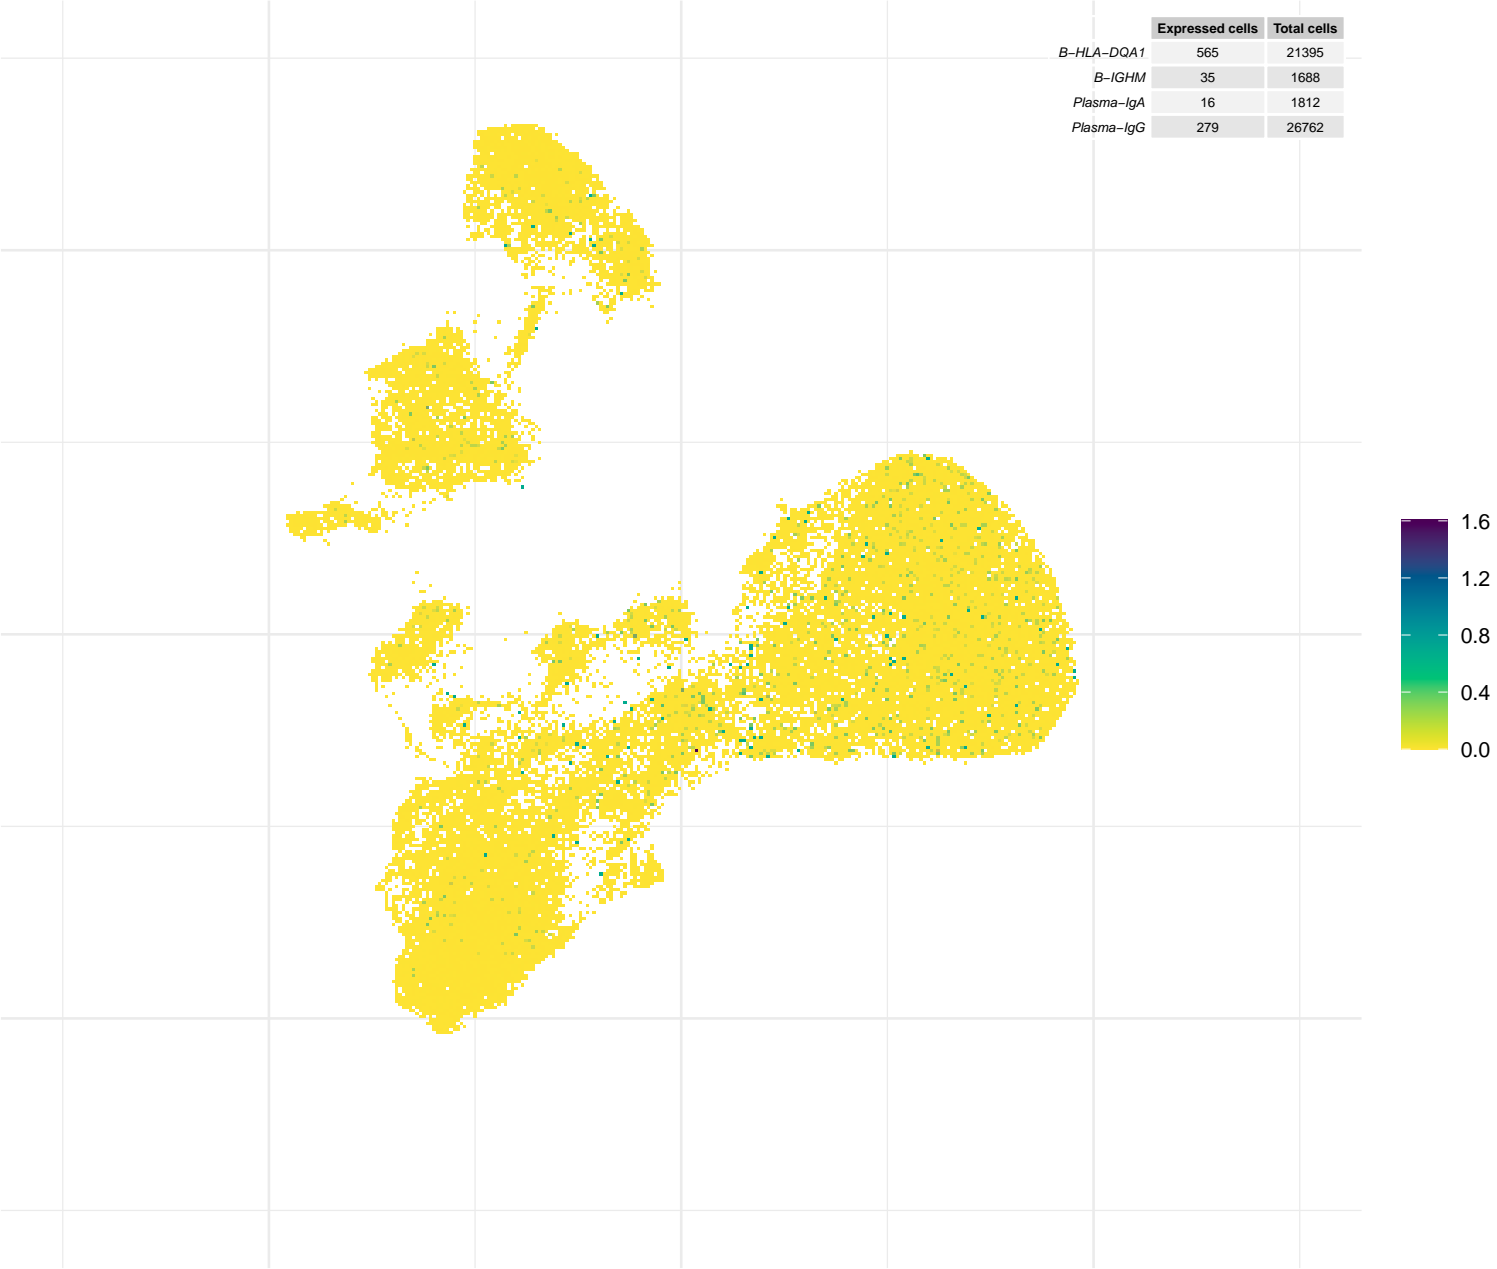 Expressed cells Total cells
B−HLA−DQA1 565 21395
B−IGHM 35 1688
Plasma−IgA 16 1812
Plasma−IgG 279 26762
1.6
1.2
0.8
0.4
0.0